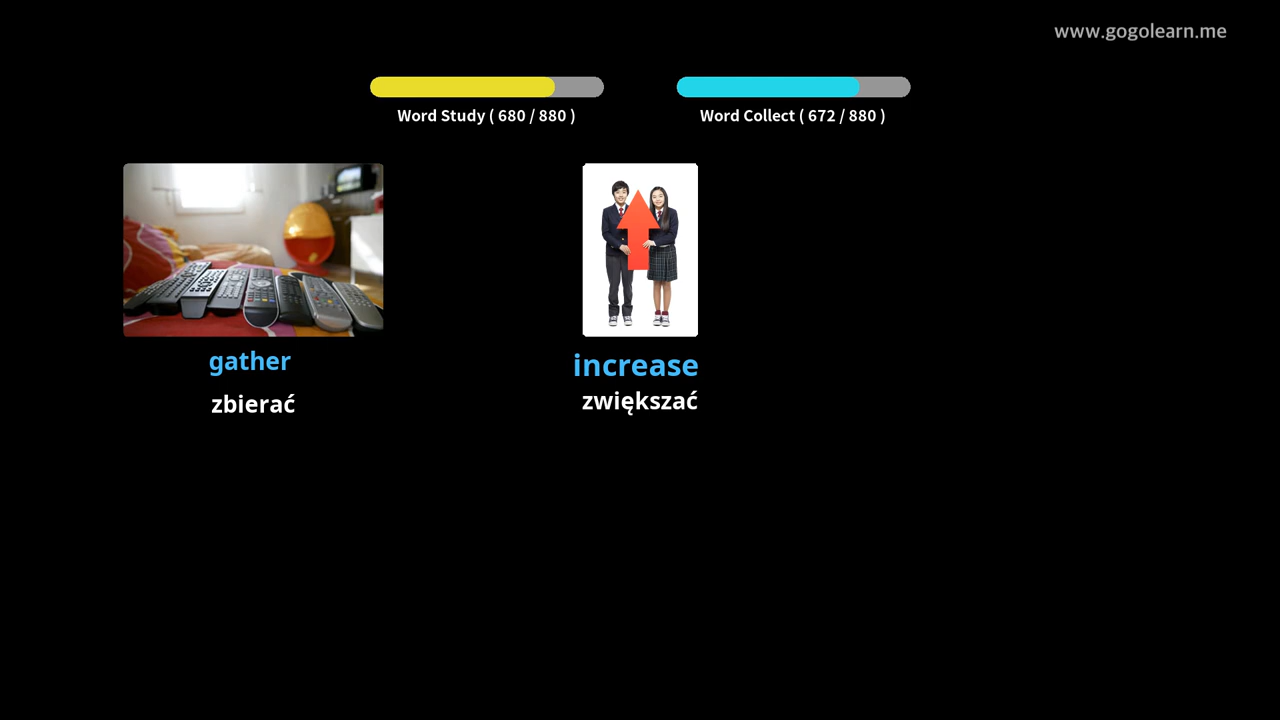 www.gogolearn.me
Word Study ( 680 / 880 )
Word Collect ( 672 / 880 )
gather
zbierać
increase
zwiększać